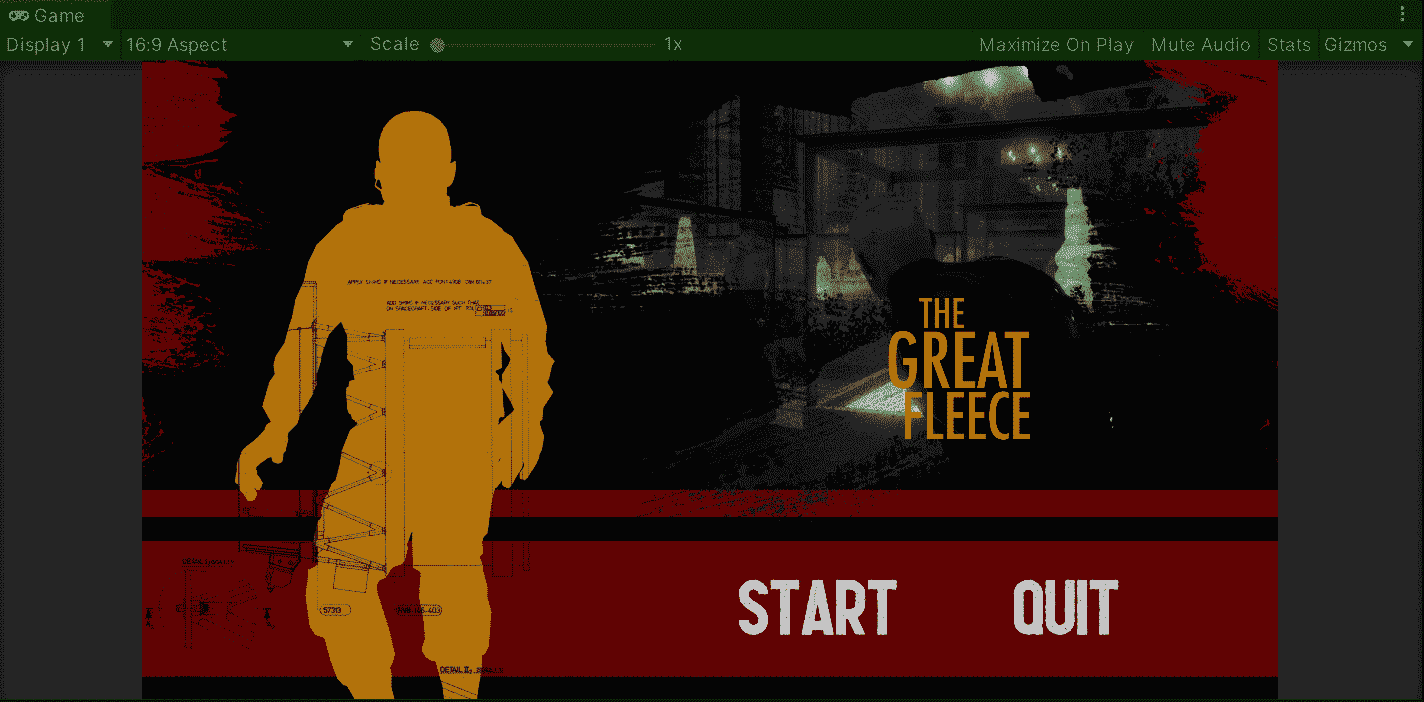 Game
Display 1 16:9 Aspect Scale 1x Maximize On Play Mute Audio Stats Gizmos
THE
GREAT
FLEECE
START QUIT
57313